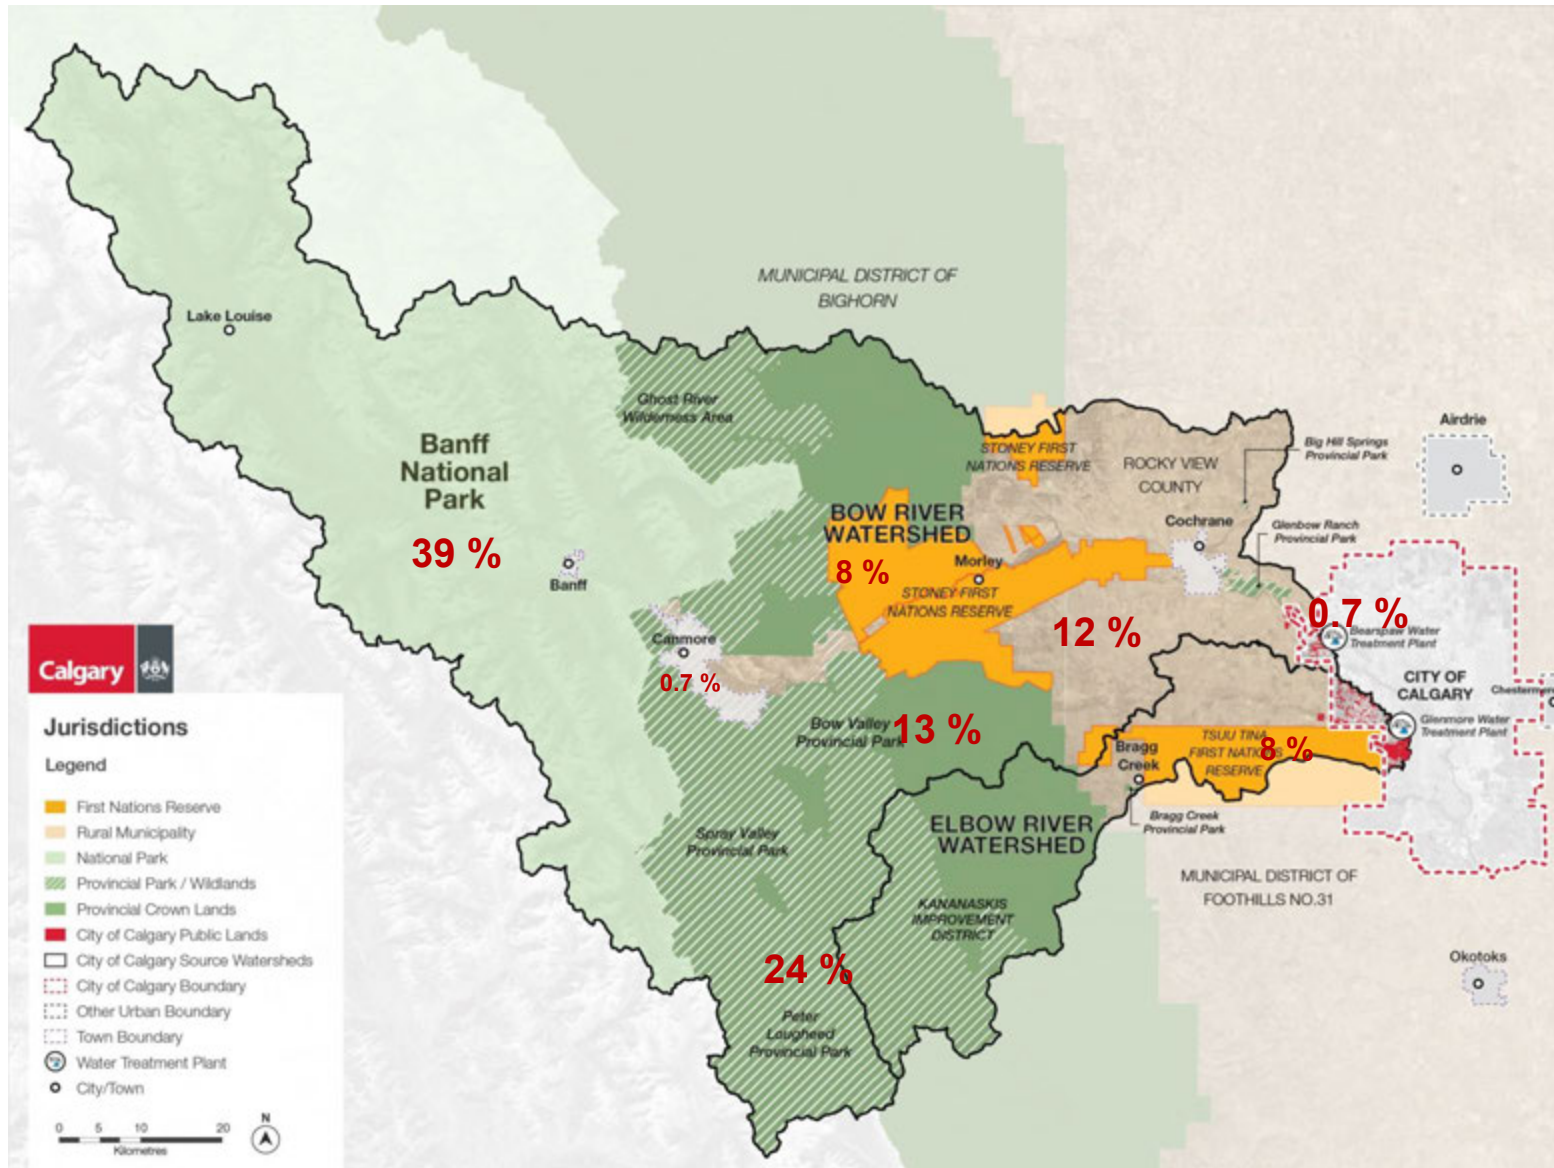 MUNICIPAL DISTRICT OF
BIGHORN
Lake Louise
Ghost River
Wilderness Area
Banff
National
Park
39 %
Banff
STONEY FIRST
NATIONS RESERVE
ROCKY VIEW
COUNTY
Big Hill Springs
Provincial Park
Airdrie
BOW RIVER
WATERSHED
8 %
Morley
STONEY FIRST
NATIONS RESERVE
Cochrane
Glenbow Ranch
Provincial Park
12 %
0.7 %
Bearspaw Water
Treatment Plant
Canmore
0.7 %
CITY OF
CALGARY
Chestermere
Glenmore Water
Treatment Plant
Bow Valley
Provincial Park
13 %
Bragg
Creek
TSUU TINA
FIRST NATIONS
RESERVE
8 %
Bragg Creek
Provincial Park
Spray Valley
Provincial Park
ELBOW RIVER
WATERSHED
MUNICIPAL DISTRICT OF
FOOTHILLS NO.31
KANANASKIS
IMPROVEMENT
DISTRICT
24 %
Okotoks
Peter
Lougheed
Provincial Park
Calgary
Jurisdictions
Legend
First Nations Reserve
Rural Municipality
National Park
Provincial Park / Wildlands
Provincial Crown Lands
City of Calgary Public Lands
City of Calgary Source Watersheds
City of Calgary Boundary
Other Urban Boundary
Town Boundary
Water Treatment Plant
City/Town
0 5 10 20
Kilometres
N